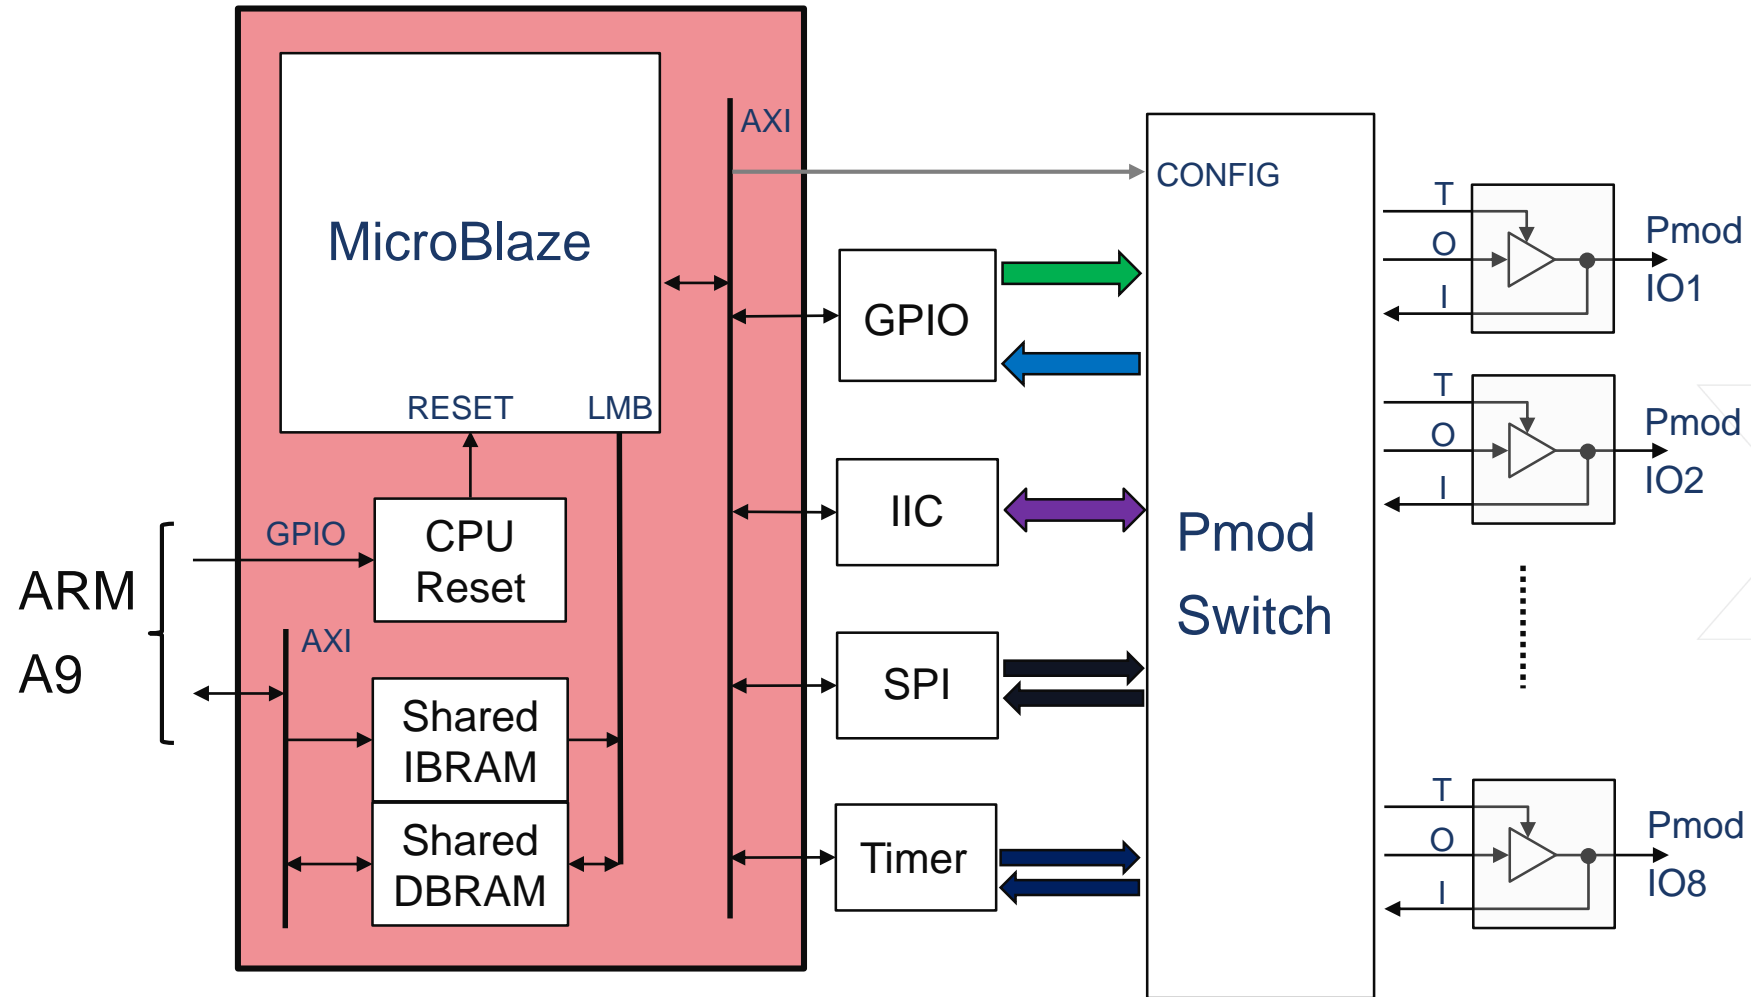 AXI
CONFIG
MicroBlaze
RESET
LMB
GPIO
CPU
Reset
ARM
A9
AXI
Shared
IBRAM
Shared
DBRAM
GPIO
IIC
SPI
Timer
Pmod
Switch
T
O
I
Pmod
IO1
T
O
I
Pmod
IO2
T
O
I
Pmod
IO8